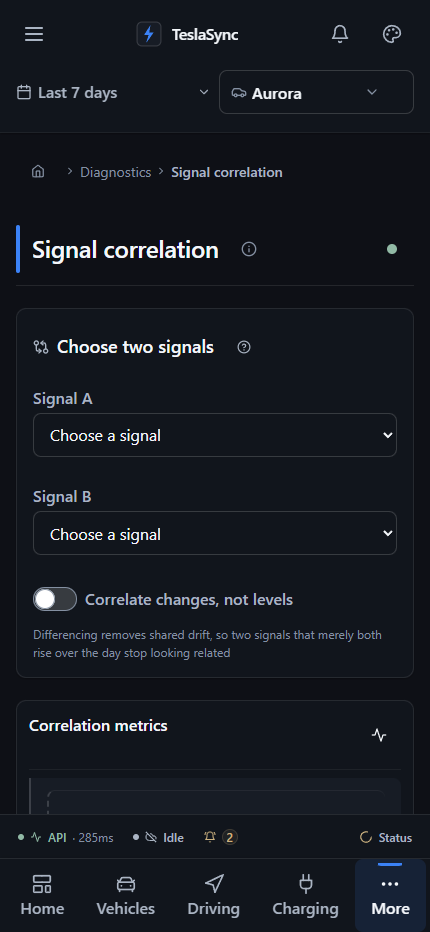 TeslaSync
Last 7 days
Aurora
Diagnostics
Signal correlation
Signal correlation
Choose two signals
Signal A
Choose a signal
Signal B
Choose a signal
Correlate changes, not levels
Differencing removes shared drift, so two signals that merely both
rise over the day stop looking related
Correlation metrics
API · 285ms
Idle
2
Status
Home
Vehicles
Driving
Charging
More